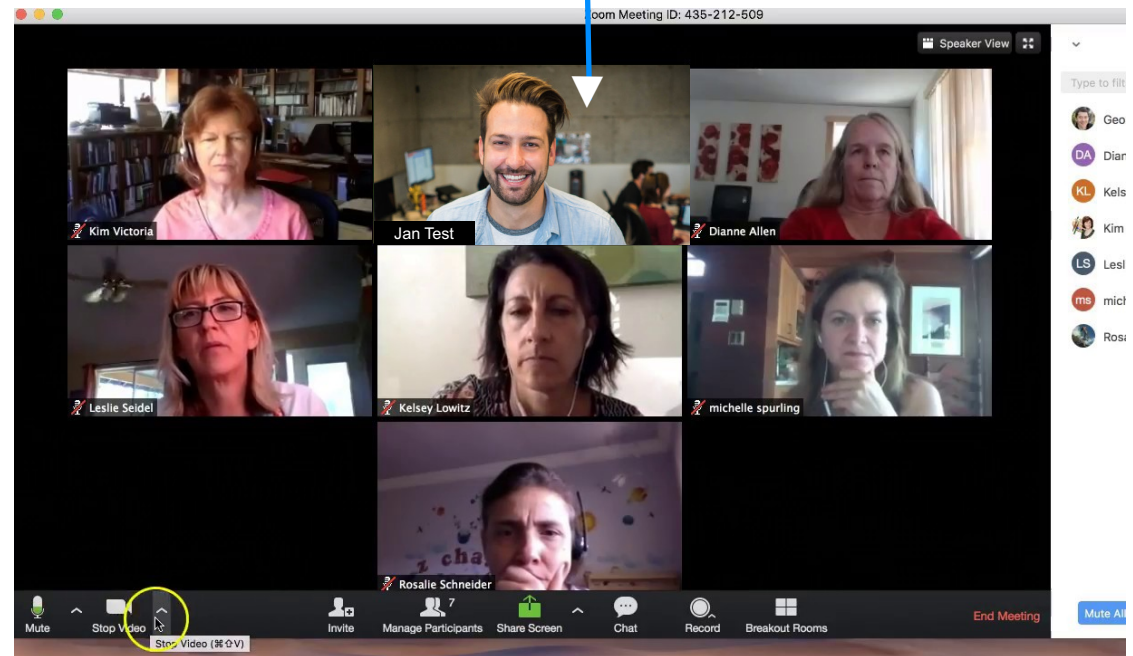 Zoom Meeting ID: 435-212-509
Speaker View
Type to filt
Geo
DA Dian
KL Kels
Kim
LS Lesl
ms mich
Rosa
Kim Victoria
Jan Test
Dianne Allen
Leslie Seidel
Kelsey Lowitz
michelle spurling
z cha
Rosalie Schneider
Mute
Stop Video
Invite
Manage Participants 7
Share Screen
Chat
Record
Breakout Rooms
End Meeting
Mute All
Stop Video (⌘⇧V)